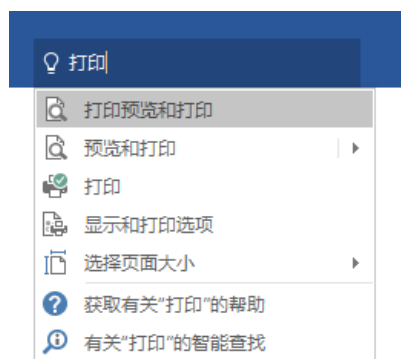 打印
打印预览和打印
预览和打印
打印
显示和打印选项
选择页面大小
获取有关“打印”的帮助
有关“打印”的智能查找